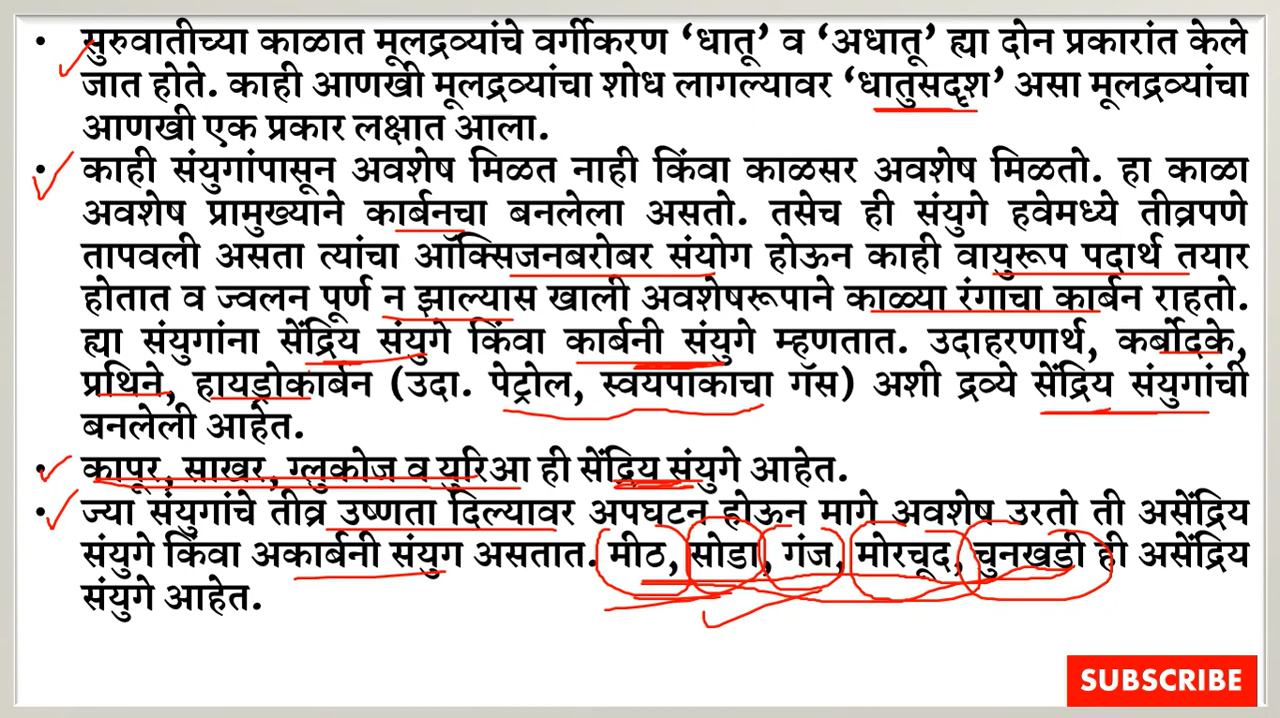 • सुरुवातीच्या काळात मूलद्रव्यांचे वर्गीकरण ‘धातू’ व ‘अधातू’ ह्या दोन प्रकारांत केले
जात होते. काही आणखी मूलद्रव्यांचा शोध लागल्यावर ‘धातुसदृश’ असा मूलद्रव्यांचा
आणखी एक प्रकार लक्षात आला.
• काही संयुगांपासून अवशेष मिळत नाही किंवा काळसर अवशेष मिळतो. हा काळा
अवशेष प्रामुख्याने कार्बनचा बनलेला असतो. तसेच ही संयुगे हवेमध्ये तीव्रपणे
तापवली असता त्यांचा ऑक्सिजनबरोबर संयोग होऊन काही वायुरूप पदार्थ तयार
होतात व ज्वलन पूर्ण न झाल्यास खाली अवशेषरूपाने काळ्या रंगाचा कार्बन राहतो.
ह्या संयुगांना सेंद्रिय संयुगे किंवा कार्बनी संयुगे म्हणतात. उदाहरणार्थ, कर्बोदके,
प्रथिने, हायड्रोकार्बन (उदा. पेट्रोल, स्वयपाकाचा गॅस) अशी द्रव्ये सेंद्रिय संयुगांची
बनलेली आहेत.
• कापूर, साखर, ग्लुकोज व युरिआ ही सेंद्रिय संयुगे आहेत.
• ज्या संयुगांचे तीव्र उष्णता दिल्यावर अपघटन होऊन मागे अवशेष उरतो ती असेंद्रिय
संयुगे किंवा अकार्बनी संयुग असतात. मीठ, सोडा, गंज, मोरचूद, चुनखडी ही असेंद्रिय
संयुगे आहेत.
SUBSCRIBE